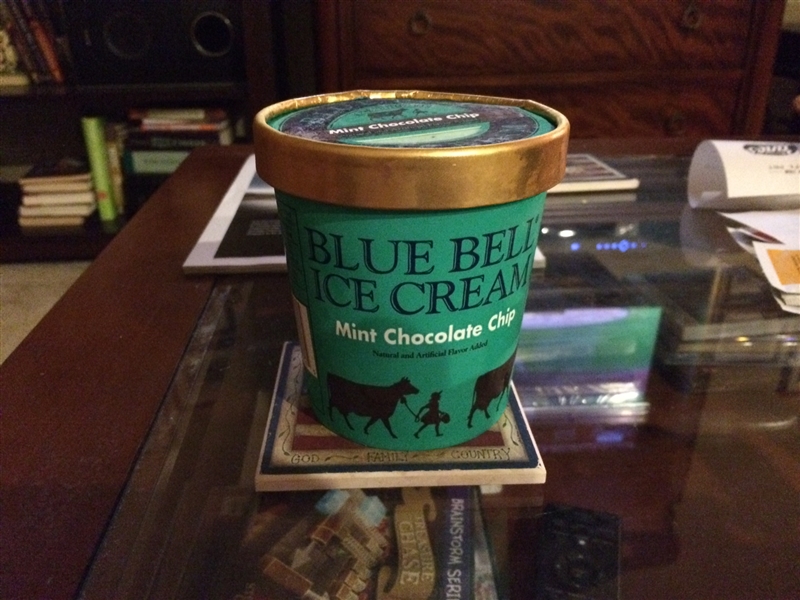 Mint Chocolate Chip
BLUE BELL
ICE CREAM
Mint Chocolate Chip
Natural and Artificial Flavor Added
GOD FAMILY COUNTRY
CHASE
BRAINSTORM SERI